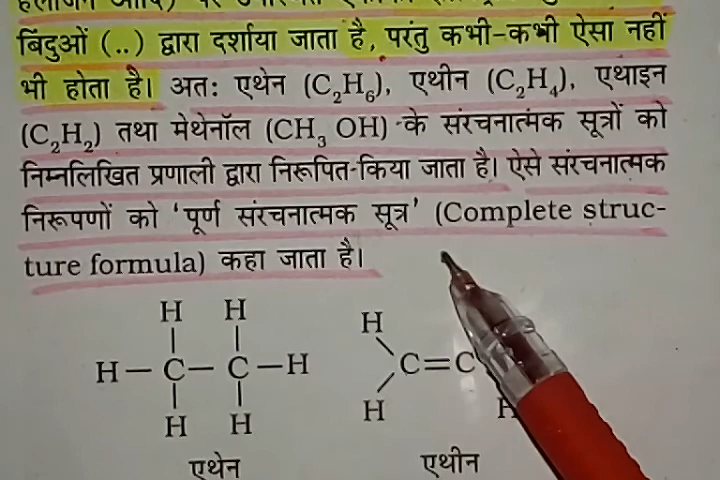 बिंदुओं (..) द्वारा दर्शाया जाता है, परंतु कभी-कभी ऐसा नहीं
भी होता है। अतः एथेन (C₂H₆), एथीन (C₂H₄), एथाइन
(C₂H₂) तथा मेथेनॉल (CH₃ OH) के संरचनात्मक सूत्रों को
निम्नलिखित प्रणाली द्वारा निरूपित किया जाता है। ऐसे संरचनात्मक
निरूपणों को 'पूर्ण संरचनात्मक सूत्र' (Complete struc-
ture formula) कहा जाता है।
H H H
H — C — C — H C = C
H H H H
एथेन एथीन